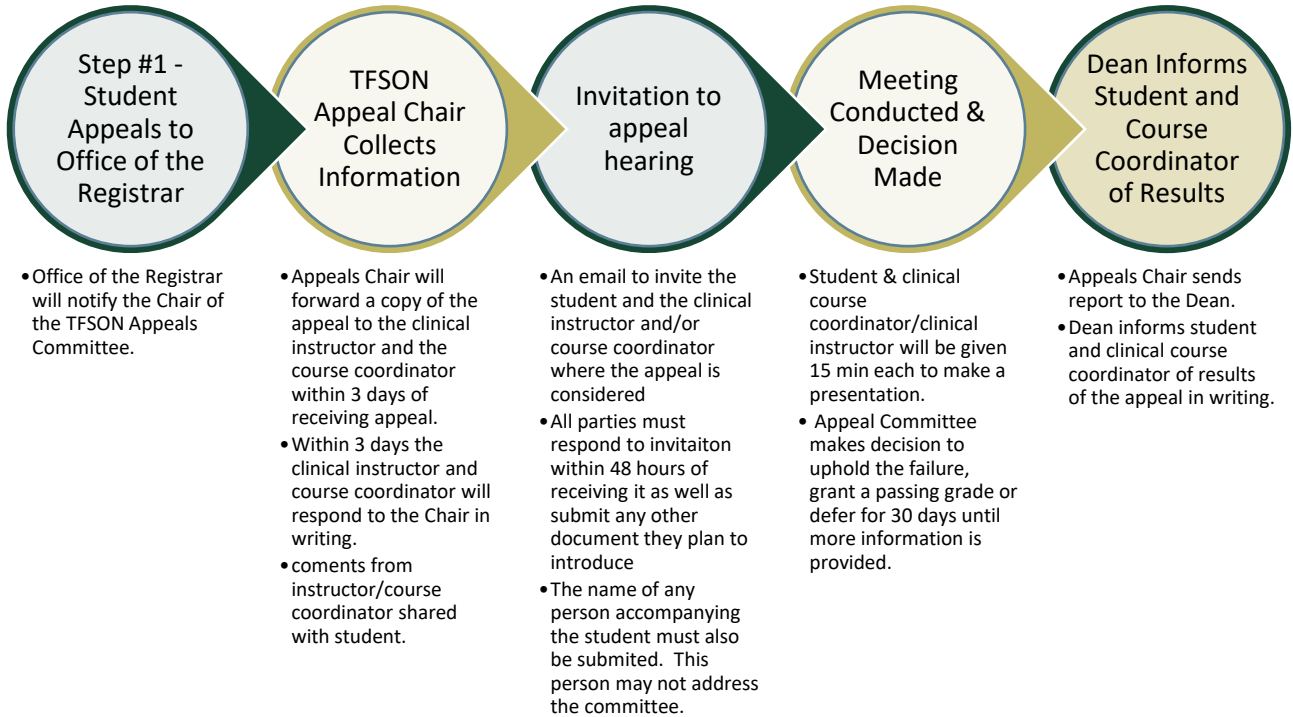 Step #1 -
Student
Appeals to
Office of the
Registrar
TFSON
Appeal Chair
Collects
Information
Invitation to
appeal
hearing
Meeting
Conducted &
Decision
Made
Dean Informs
Student and
Course
Coordinator
of Results
•Office of the Registrar
will notify the Chair of
the TFSON Appeals
Committee.
•Appeals Chair will
forward a copy of the
appeal to the clinical
instructor and the
course coordinator
within 3 days of
receiving appeal.
•Within 3 days the
clinical instructor and
course coordinator will
respond to the Chair in
writing.
•coments from
instructor/course
coordinator shared
with student.
•An email to invite the
student and the clinical
instructor and/or
course coordinator
where the appeal is
considered
•All parties must
respond to invitaiton
within 48 hours of
receiving it as well as
submit any other
document they plan to
introduce
•The name of any
person accompanying
the student must also
be submited.  This
person may not address
the committee.
•Student & clinical
course
coordinator/clinical
instructor will be given
15 min each to make a
presentation.
• Appeal Committee
makes decision to
uphold the failure,
grant a passing grade or
defer for 30 days until
more information is
provided.
•Appeals Chair sends
report to the Dean.
•Dean informs student
and clinical course
coordinator of results
of the appeal in writing.